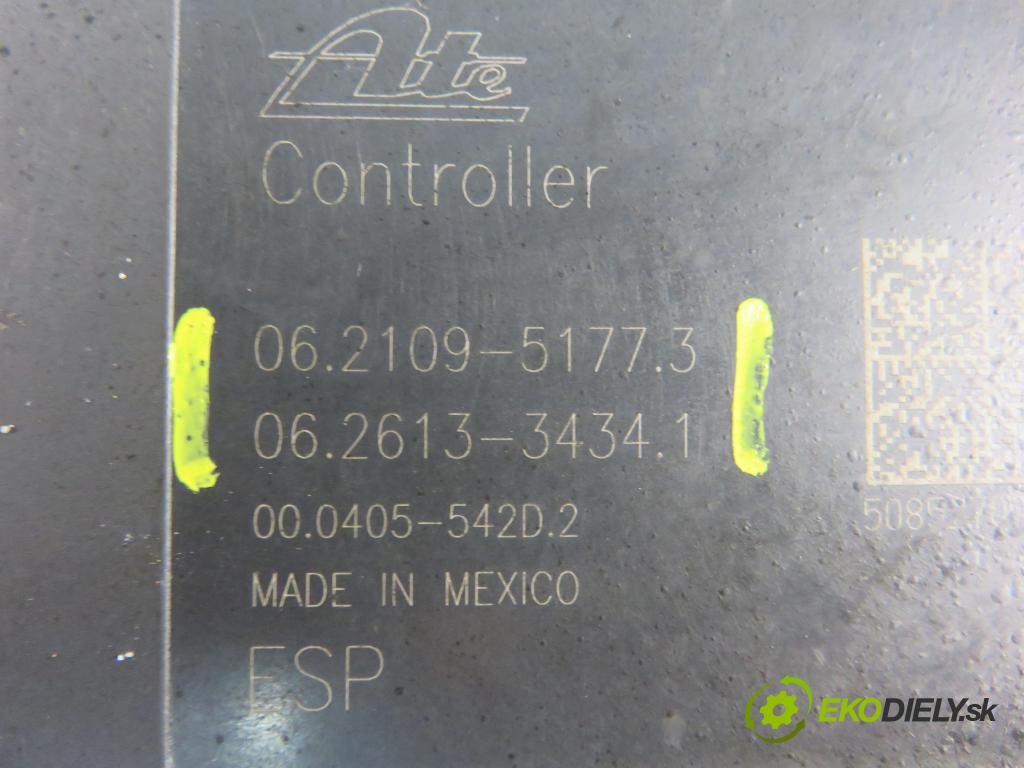 Ate
Controller
06.2109-5177.3
06.2613-3434.1
00.0405-542D.2
MADE IN MEXICO
ESP
EKODIELY.sk